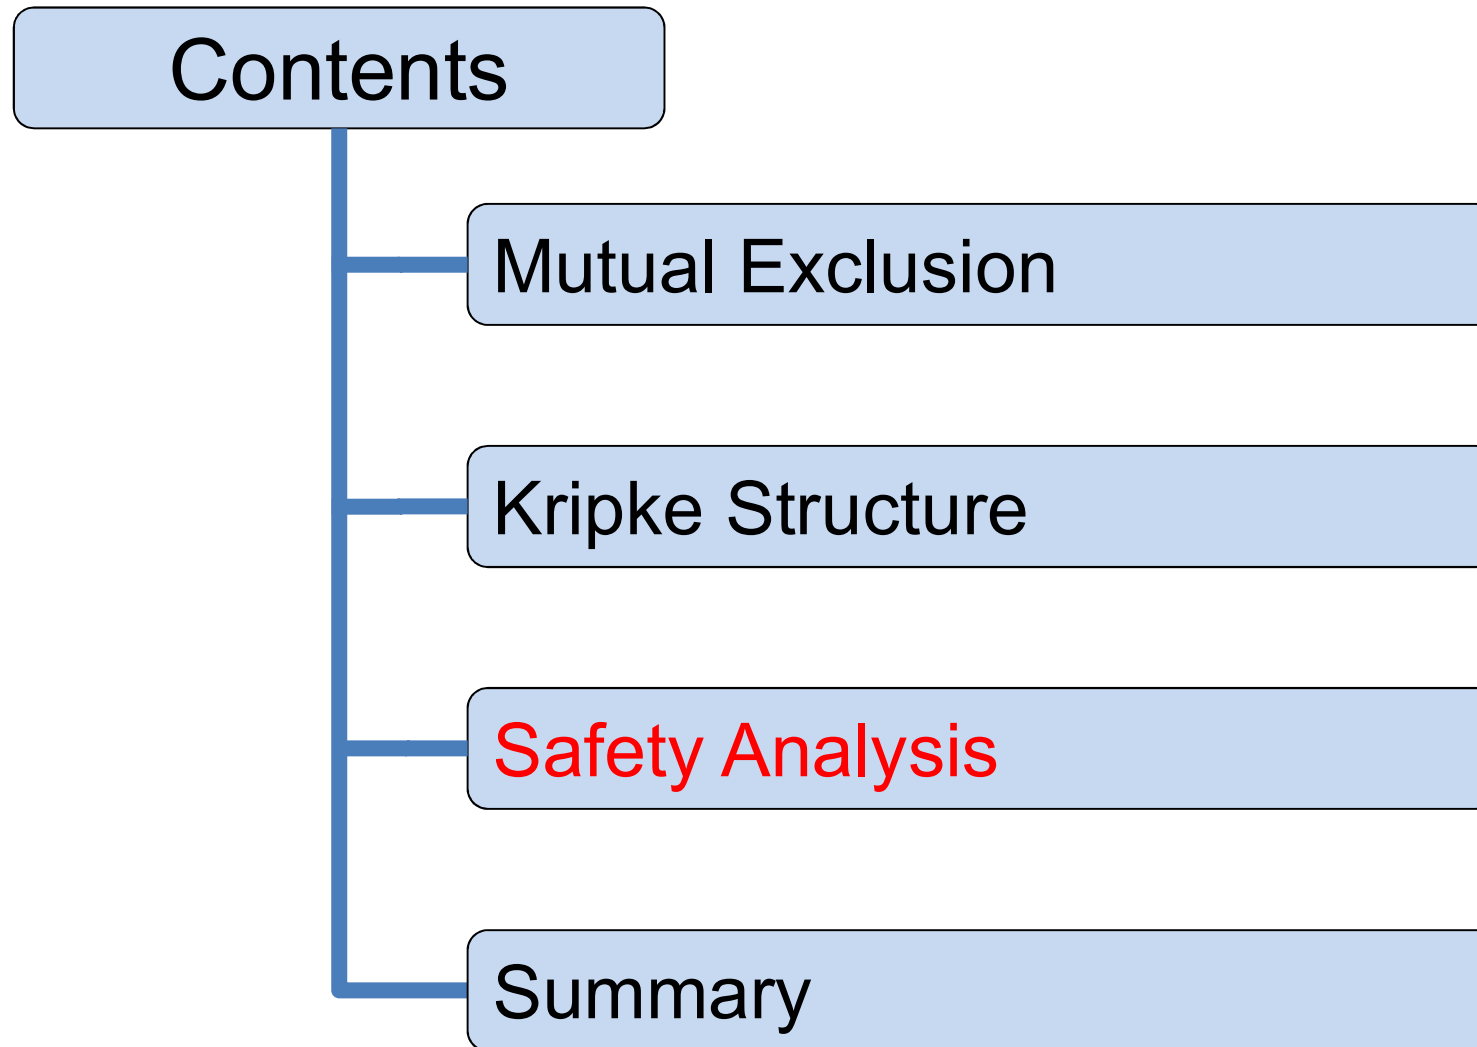 Contents
Mutual Exclusion
Kripke Structure
Safety Analysis
Summary